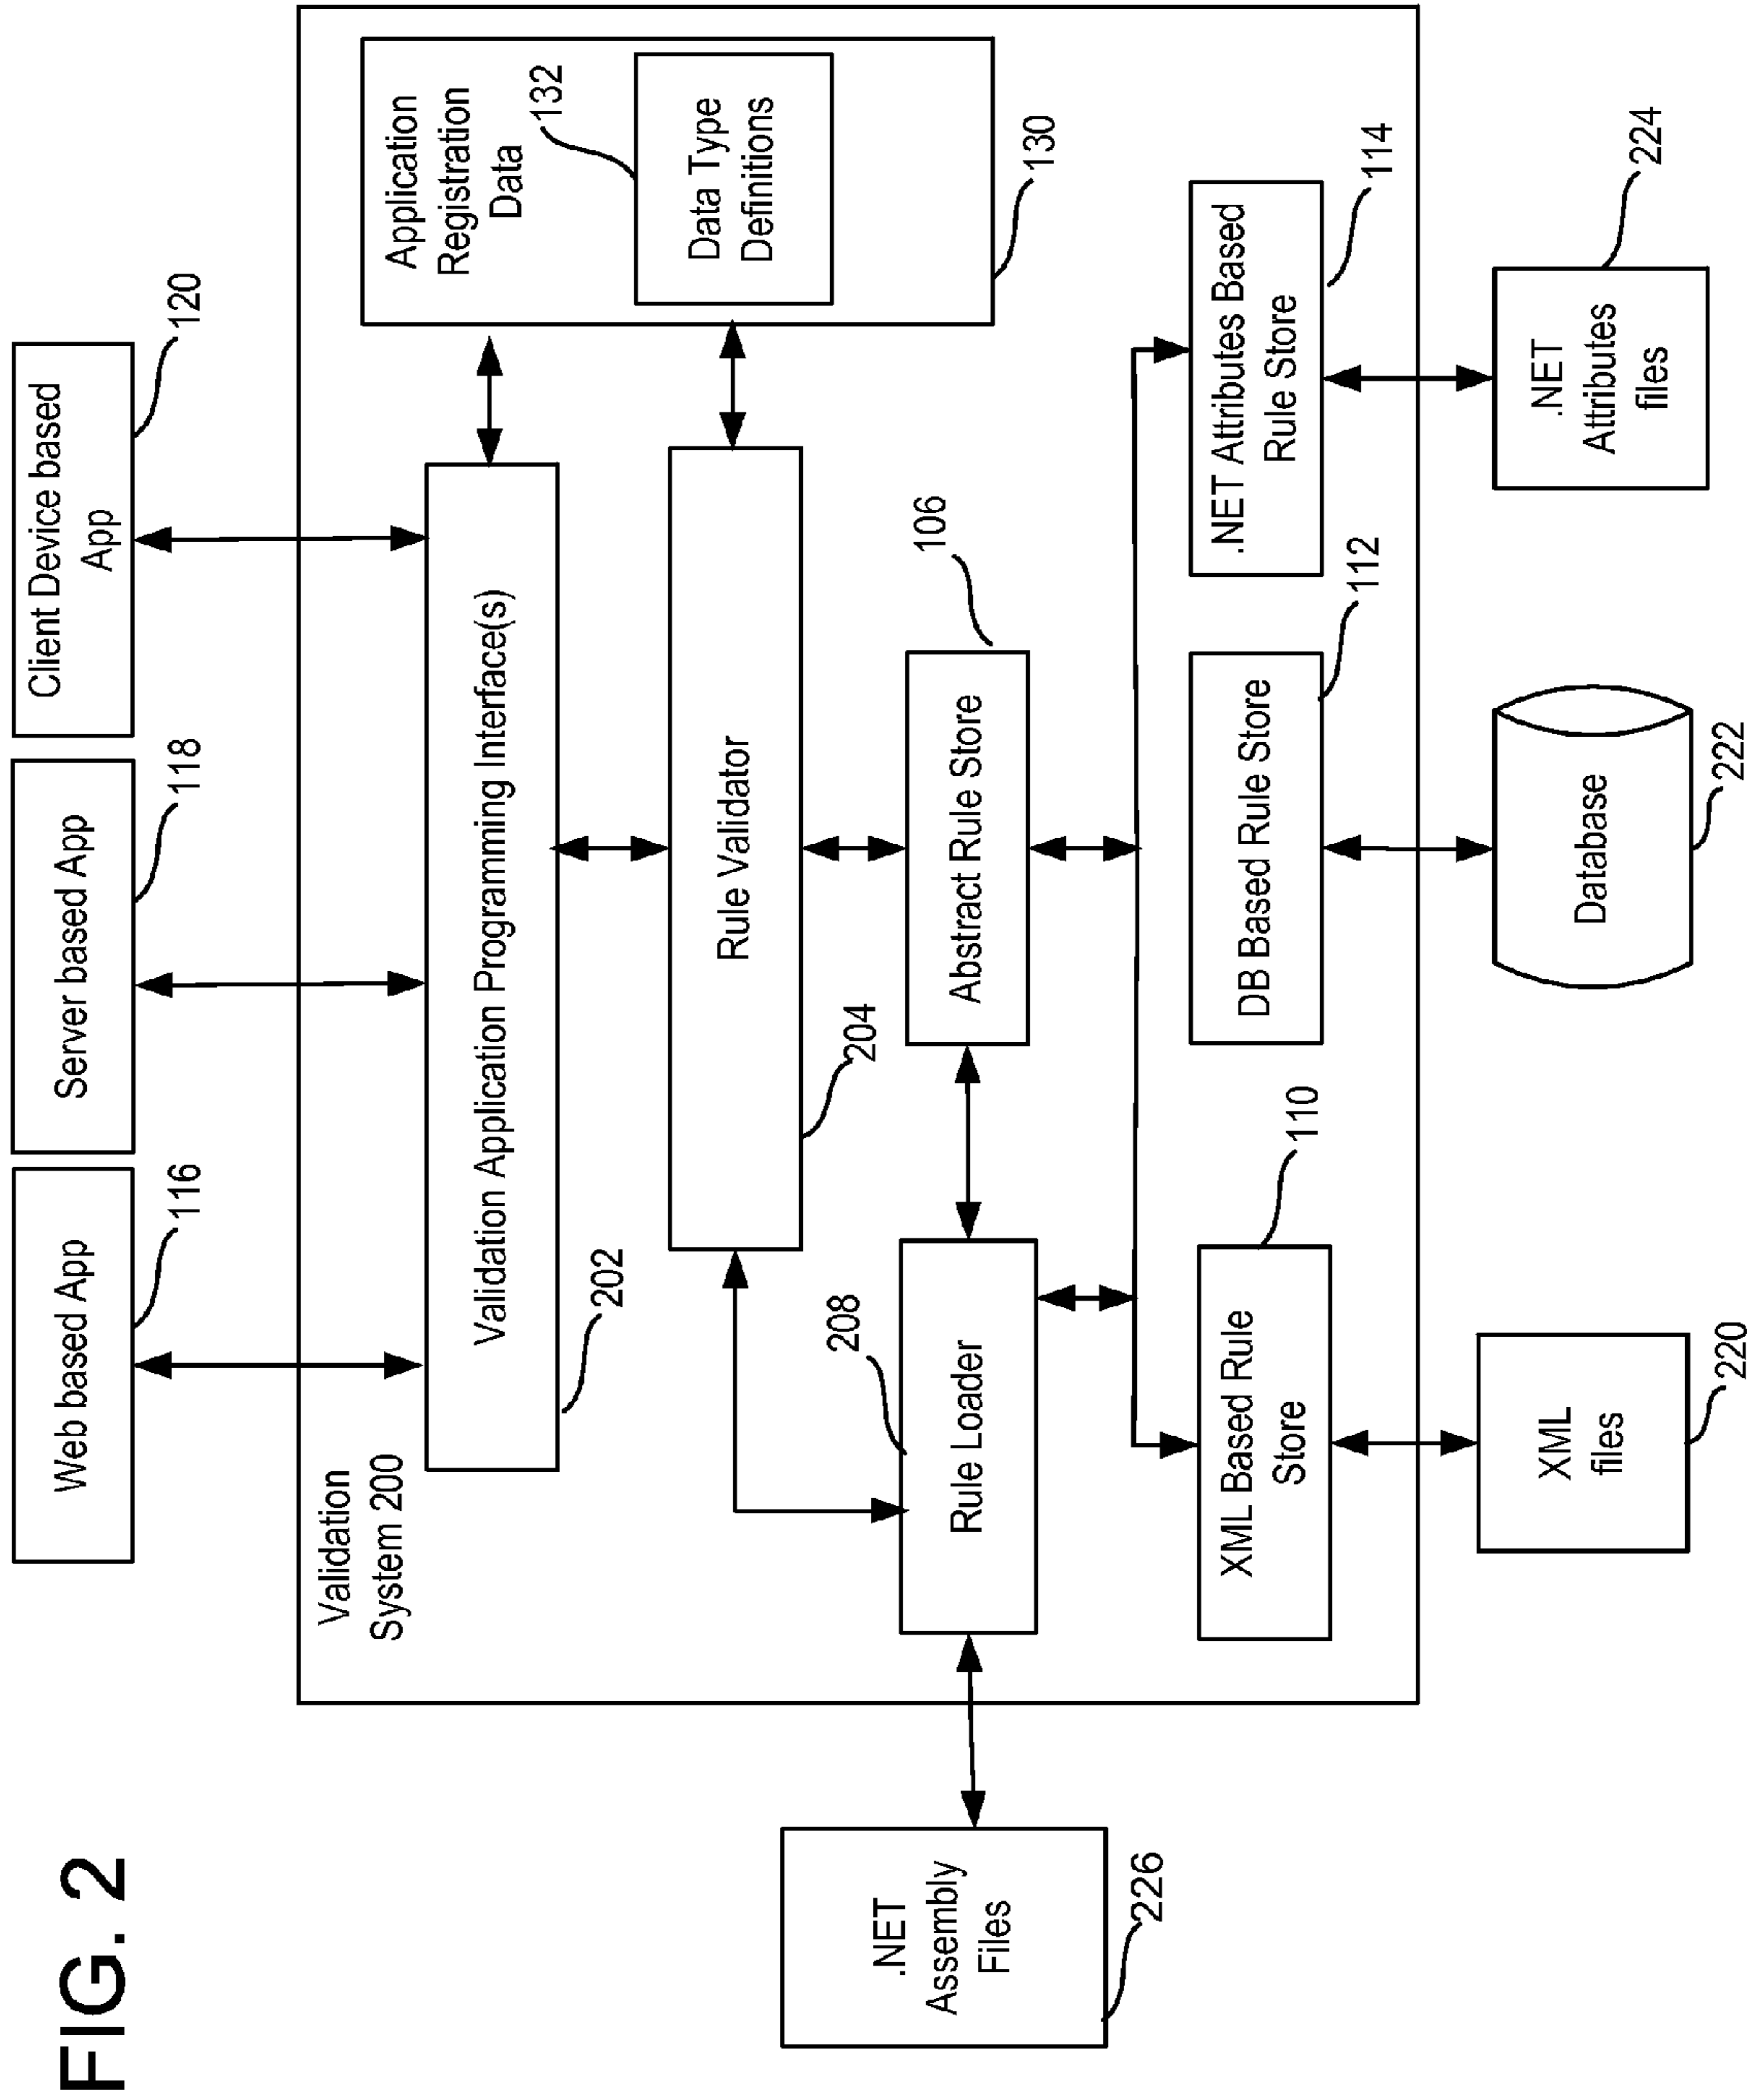 FIG. 2
Web based App
116
Server based App
118
Client Device based
App
120
Validation
System 200
Validation Application Programming Interface(s)
202
Application
Registration
Data
132
Data Type
Definitions
130
Rule Validator
204
.NET
Assembly
Files
226
208
Rule Loader
Abstract Rule Store
106
XML Based Rule
Store
110
DB Based Rule Store
112
.NET Attributes Based
Rule Store
114
XML
files
220
Database
222
.NET
Attributes
files
224